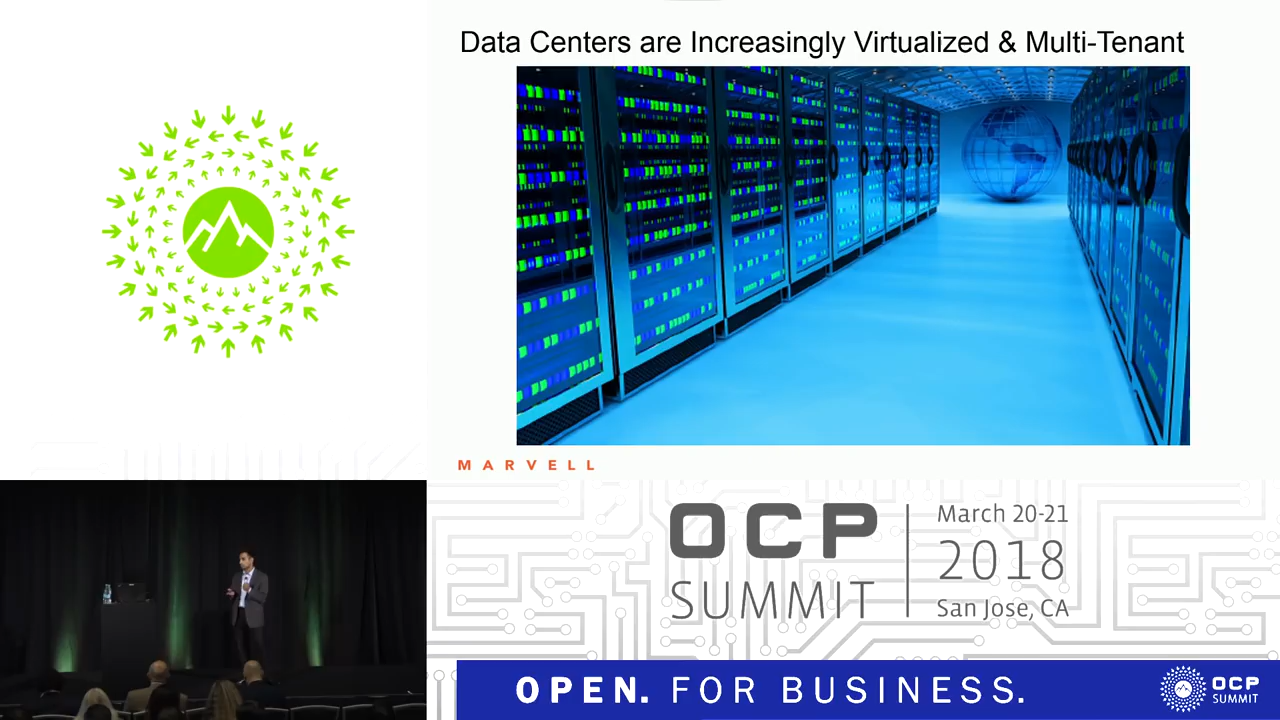 Data Centers are Increasingly Virtualized & Multi-Tenant
MARVELL
OCP
SUMMIT
March 20-21
2018
San Jose, CA
OPEN. FOR BUSINESS.
OCP
SUMMIT